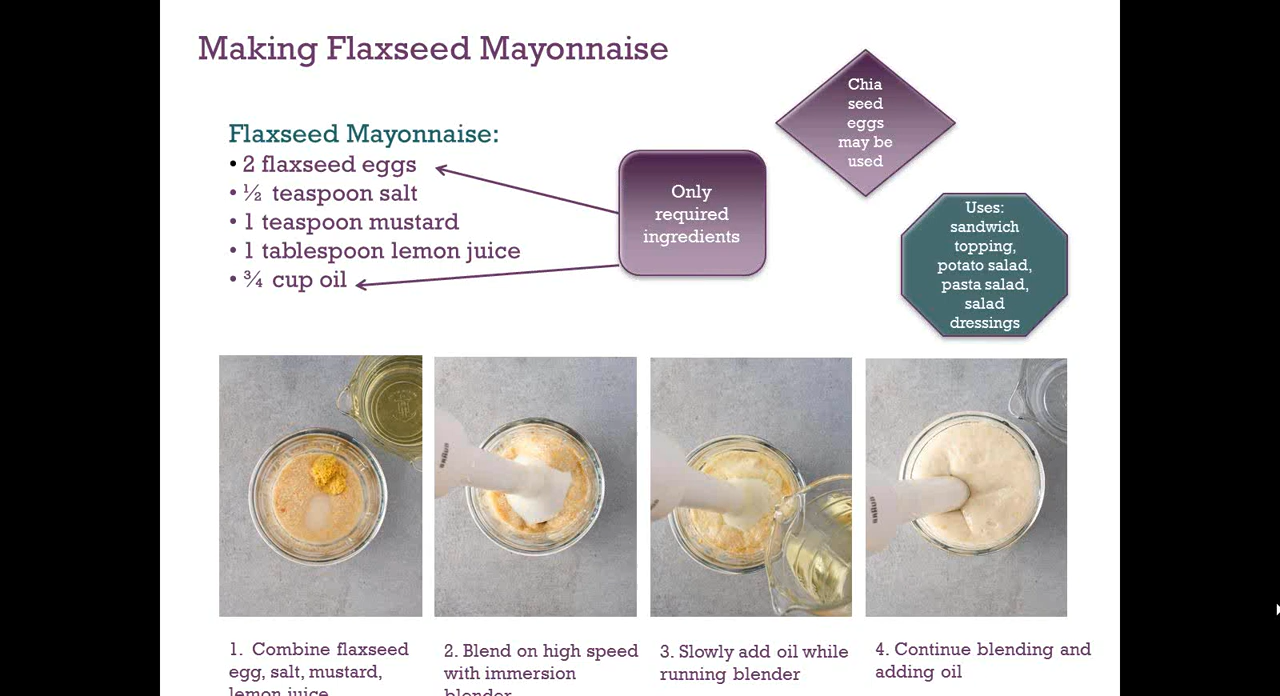 Making Flaxseed Mayonnaise
Flaxseed Mayonnaise:
• 2 flaxseed eggs
• ½ teaspoon salt
• 1 teaspoon mustard
• 1 tablespoon lemon juice
• ¾ cup oil
Only
required
ingredients
Chia
seed
eggs
may be
used
Uses:
sandwich
topping,
potato salad,
pasta salad,
salad
dressings
1. Combine flaxseed
egg, salt, mustard,
lemon juice
2. Blend on high speed
with immersion
blender
3. Slowly add oil while
running blender
4. Continue blending and
adding oil